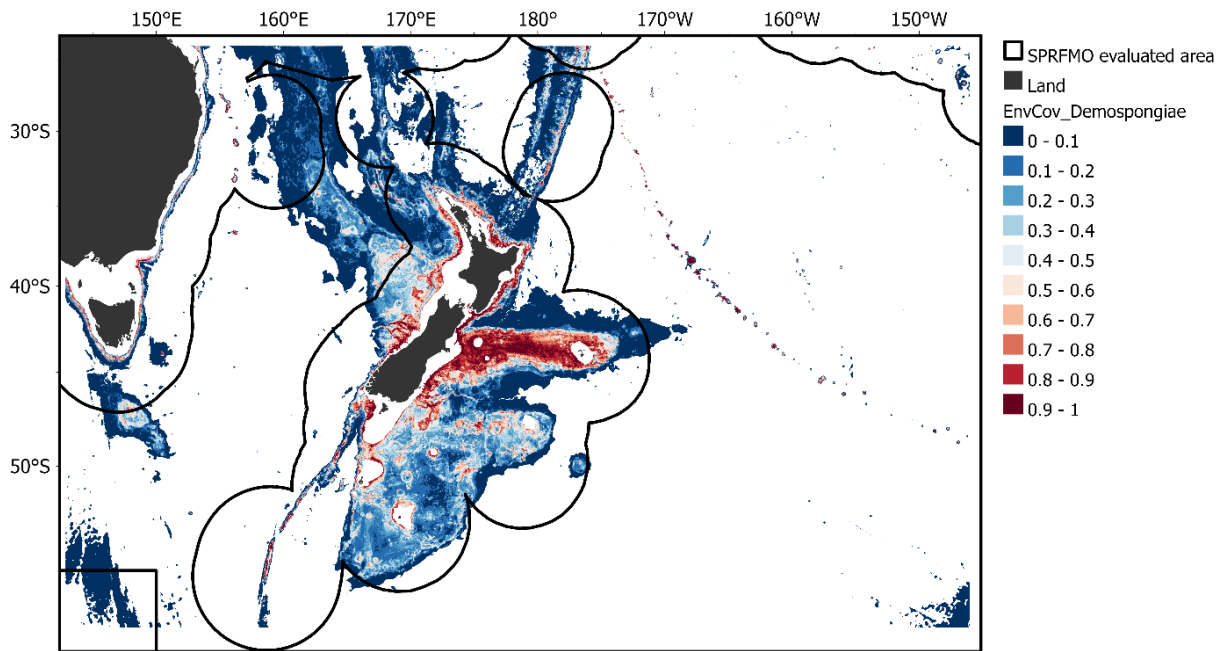 150°E 160°E 170°E 180° 170°W 160°W 150°W
30°S
40°S
50°S
SPRFMO evaluated area
Land
EnvCov_Demospongiae
0 - 0.1
0.1 - 0.2
0.2 - 0.3
0.3 - 0.4
0.4 - 0.5
0.5 - 0.6
0.6 - 0.7
0.7 - 0.8
0.8 - 0.9
0.9 - 1